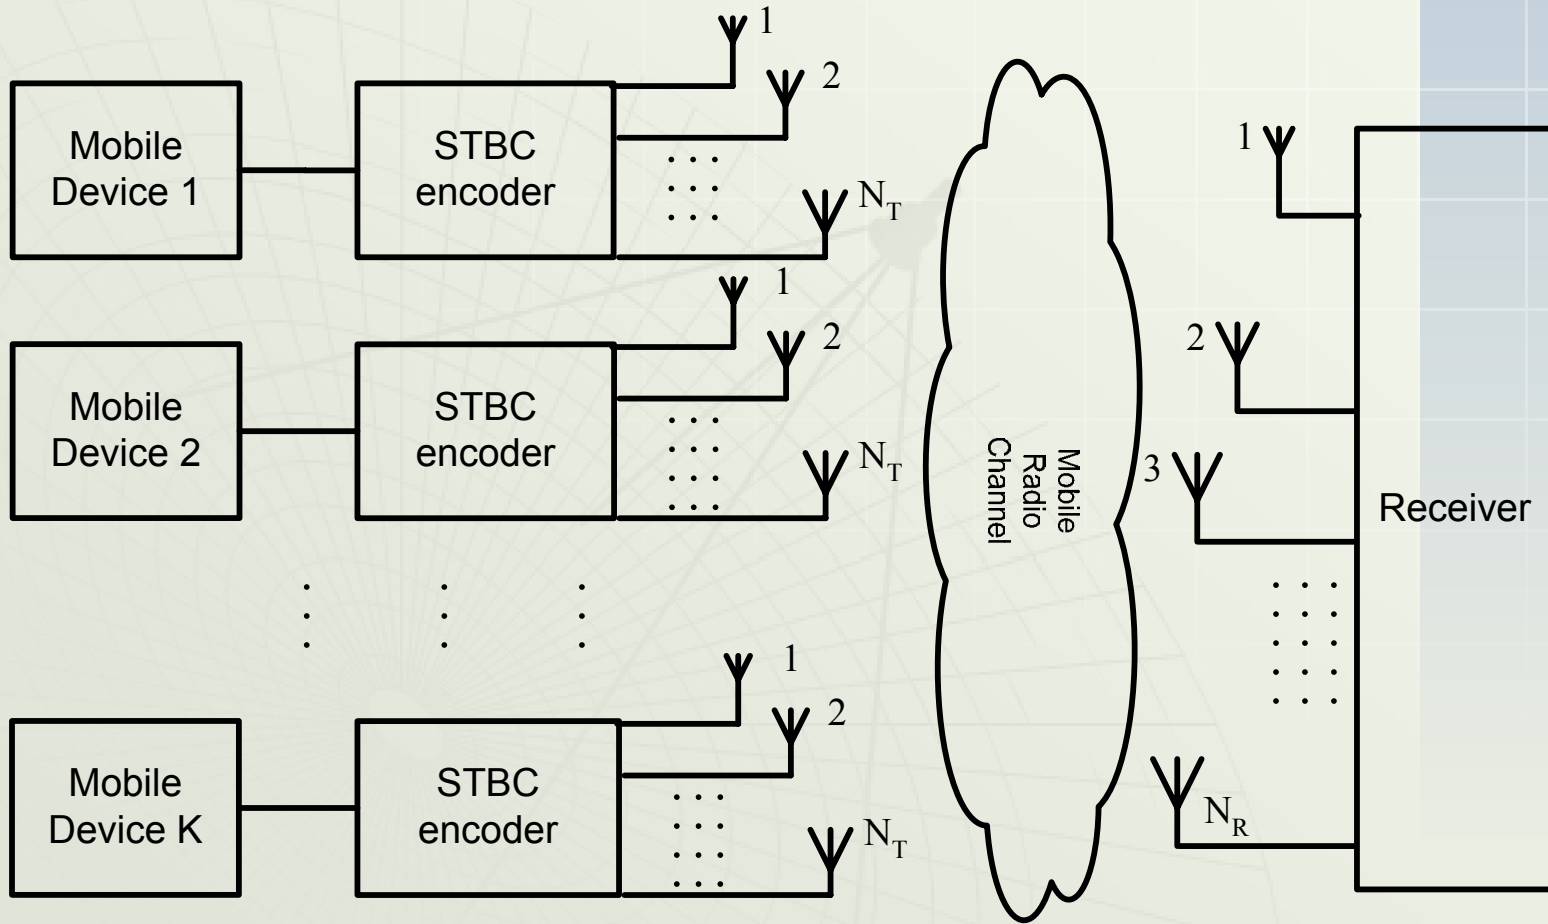 Mobile
Device 1
STBC
encoder
1
2
N_T
Mobile
Device 2
STBC
encoder
1
2
N_T
Mobile
Device K
STBC
encoder
1
2
N_T
Mobile
Radio
Channel
1
2
3
N_R
Receiver